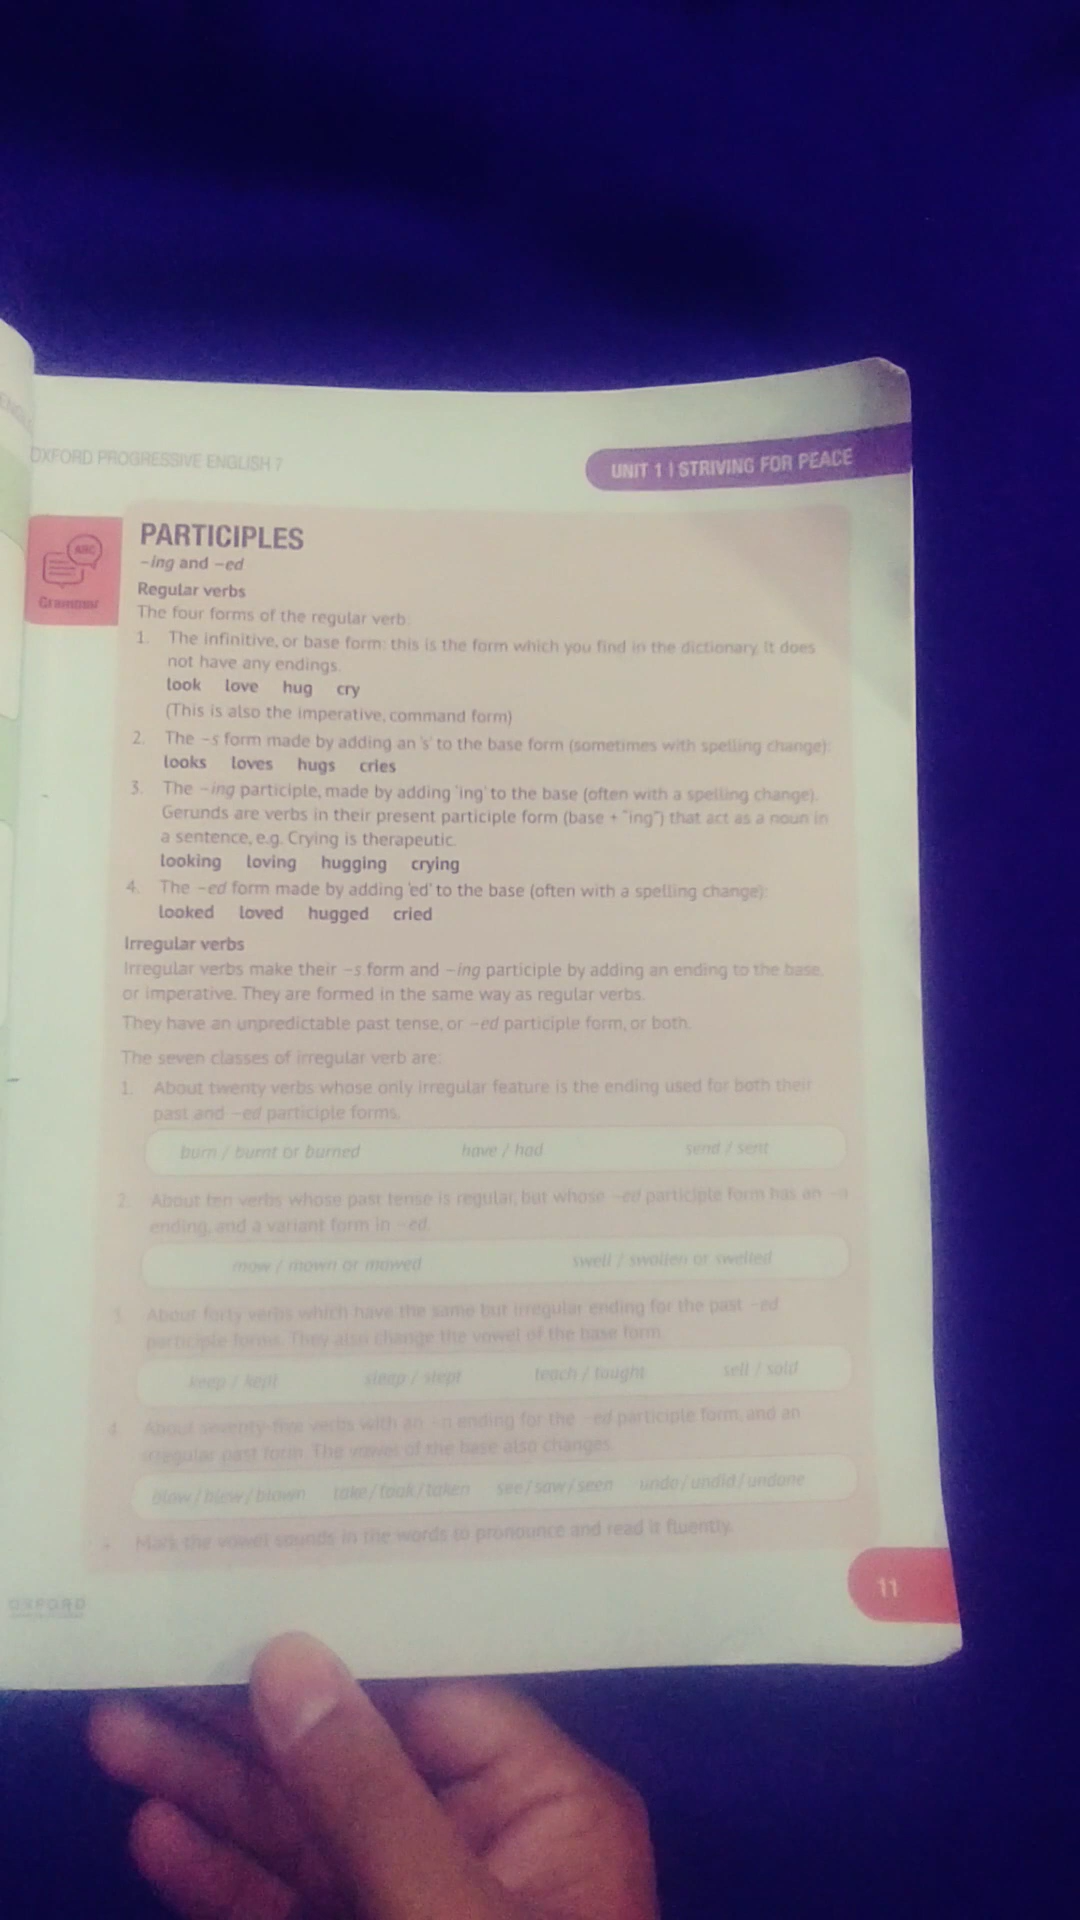 OXFORD PROGRESSIVE ENGLISH 7
UNIT 1 | STRIVING FOR PEACE
ABC
Grammar
PARTICIPLES
–ing and –ed
Regular verbs
The four forms of the regular verb:
1. The infinitive, or base form: this is the form which you find in the dictionary. It does
not have any endings.
look love hug cry
(This is also the imperative, command form)
2. The –s form made by adding an 's' to the base form (sometimes with spelling change):
looks loves hugs cries
3. The –ing participle, made by adding 'ing' to the base (often with a spelling change).
Gerunds are verbs in their present participle form (base + "ing") that act as a noun in
a sentence, e.g. Crying is therapeutic.
looking loving hugging crying
4. The –ed form made by adding 'ed' to the base (often with a spelling change):
looked loved hugged cried
Irregular verbs
Irregular verbs make their –s form and –ing participle by adding an ending to the base,
or imperative. They are formed in the same way as regular verbs.
They have an unpredictable past tense, or –ed participle form, or both.
The seven classes of irregular verb are:
1. About twenty verbs whose only irregular feature is the ending used for both their
past and –ed participle forms.
burn / burnt or burned have / had send / sent
2. About ten verbs whose past tense is regular, but whose –ed participle form has an –n
ending, and a variant form in –ed.
mow / mown or mowed swell / swollen or swelled
3. About forty verbs which have the same but irregular ending for the past –ed
participle forms. They also change the vowel of the base form.
keep / kept sleep / slept teach / taught sell / sold
4. About seventy-five verbs with an –n ending for the –ed participle form, and an
irregular past form. The vowel of the base also changes.
blow / blew / blown take / took / taken see / saw / seen undo / undid / undone
Mark the vowel sounds in the words to pronounce and read it fluently.
OXFORD
11